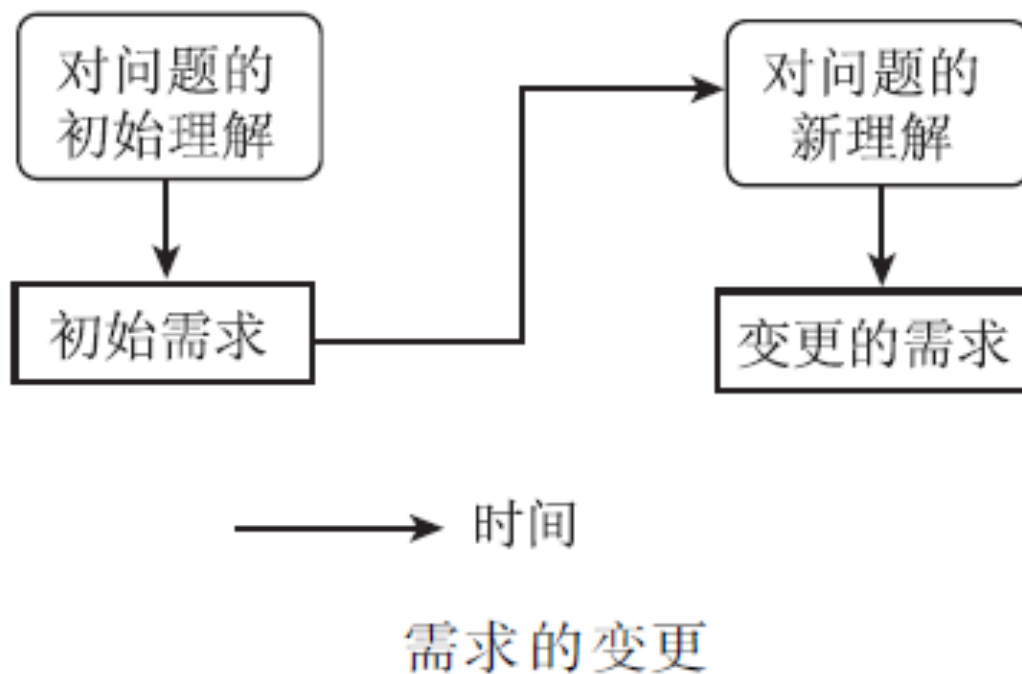 对问题的
初始理解
对问题的
新理解
初始需求
变更的需求
时间
需求的变更